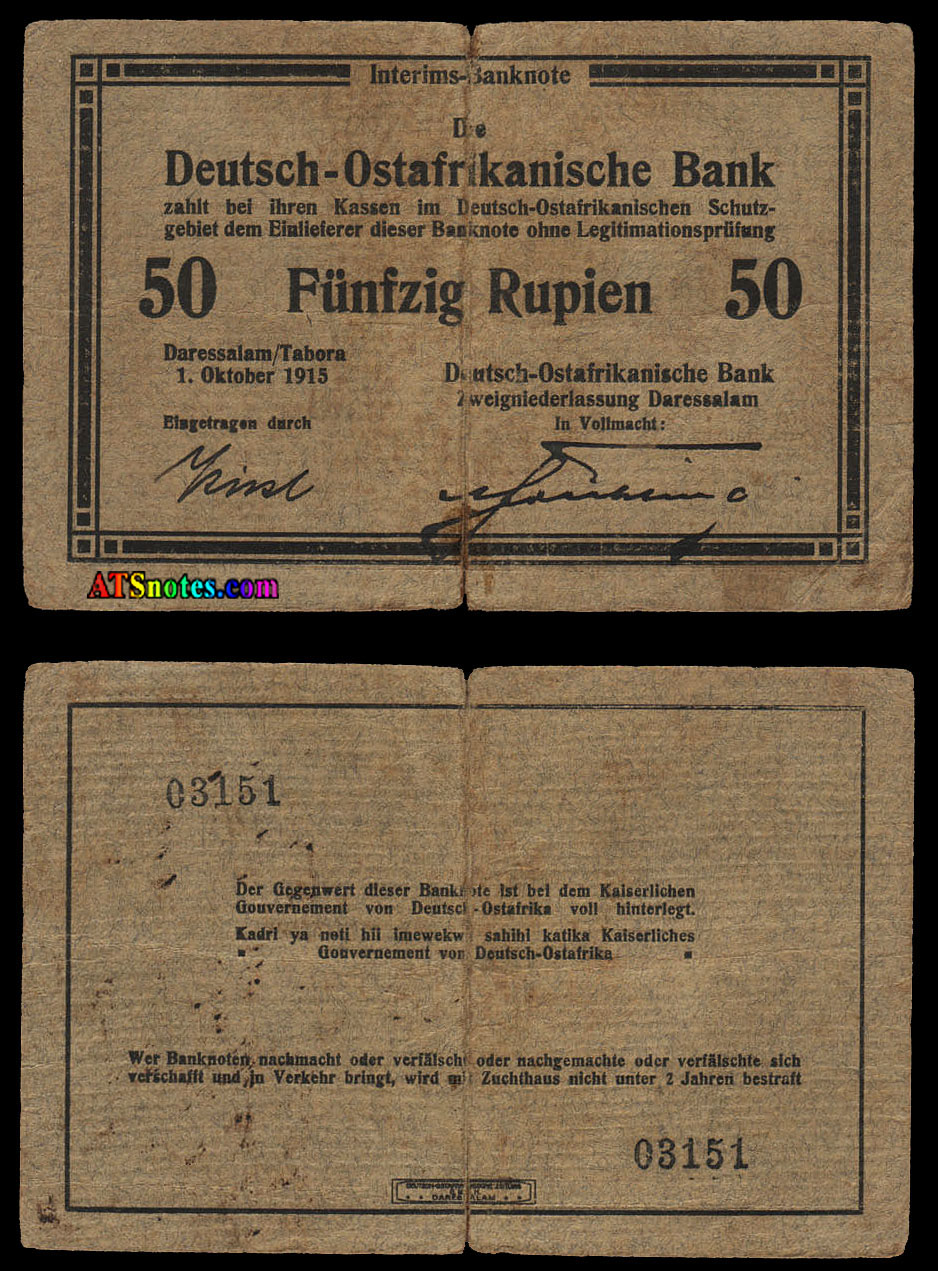 Interims-Banknote
Die
Deutsch-Ostafrikanische Bank
zahlt bei ihren Kassen im Deutsch-Ostafrikanischen Schutz-
gebiet dem Einlieferer dieser Banknote ohne Legitimationsprüfung
50 Fünfzig Rupien 50
Daressalam/Tabora
1. Oktober 1915
Deutsch-Ostafrikanische Bank
Zweigniederlassung Daressalam
Eingetragen durch
In Vollmacht:
ATSnotes.com
03151
Der Gegenwert dieser Banknote ist bei dem Kaiserlichen
Gouvernement von Deutsch-Ostafrika voll hinterlegt.
Kadri ya noti hii imewekwa sahihi katika Kaiserliches
Gouvernement von Deutsch-Ostafrika
Wer Banknoten nachmacht oder verfälscht oder nachgemachte oder verfälschte sich
verschafft und in Verkehr bringt, wird mit Zuchthaus nicht unter 2 Jahren bestraft
03151
DEUTSCH-OSTAFRIKANISCHE ZEITUNG
DARESSALAM